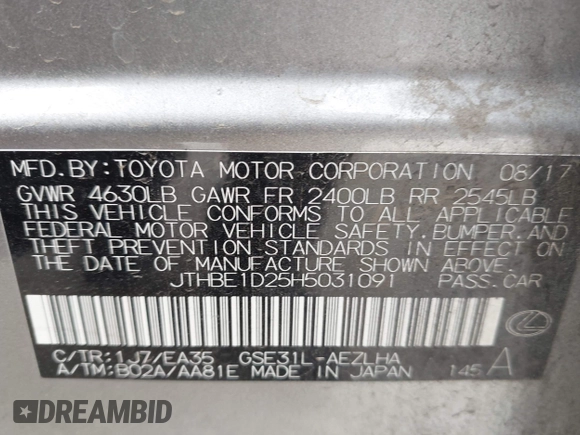 MFD.BY:TOYOTA MOTOR CORPORATION 08/17
GVWR 4630LB GAWR FR 2400LB RR 2545LB
THIS VEHICLE CONFORMS TO ALL APPLICABLE
FEDERAL MOTOR VEHICLE SAFETY,BUMPER,AND
THEFT PREVENTION STANDARDS IN EFFECT ON
THE DATE OF MANUFACTURE SHOWN ABOVE.
JTHBE1D25H5031091 PASS.CAR
C/TR:1J7/EA35 GSE31L-AEZLHA
A/TM:B02A/AA81E MADE IN JAPAN 145 A
DREAMBID